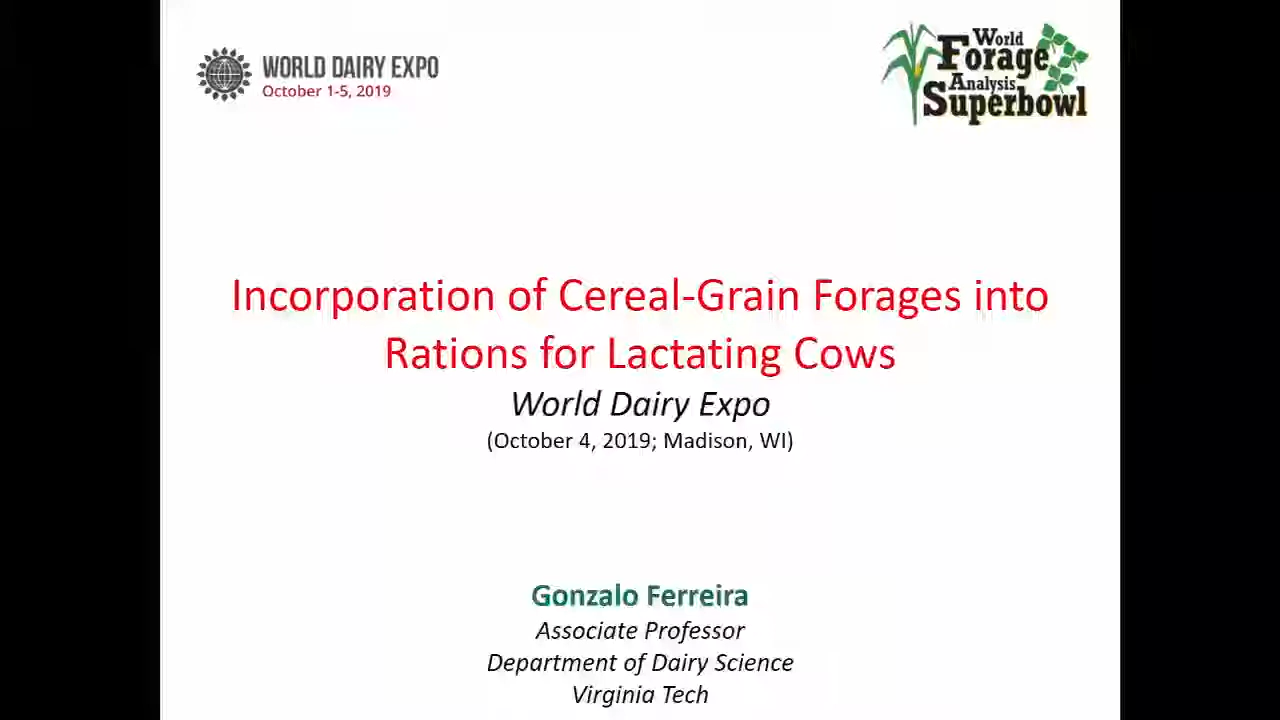 WORLD DAIRY EXPO
October 1-5, 2019
World
Forage
Analysis
Superbowl
Incorporation of Cereal-Grain Forages into
Rations for Lactating Cows
World Dairy Expo
(October 4, 2019; Madison, WI)
Gonzalo Ferreira
Associate Professor
Department of Dairy Science
Virginia Tech